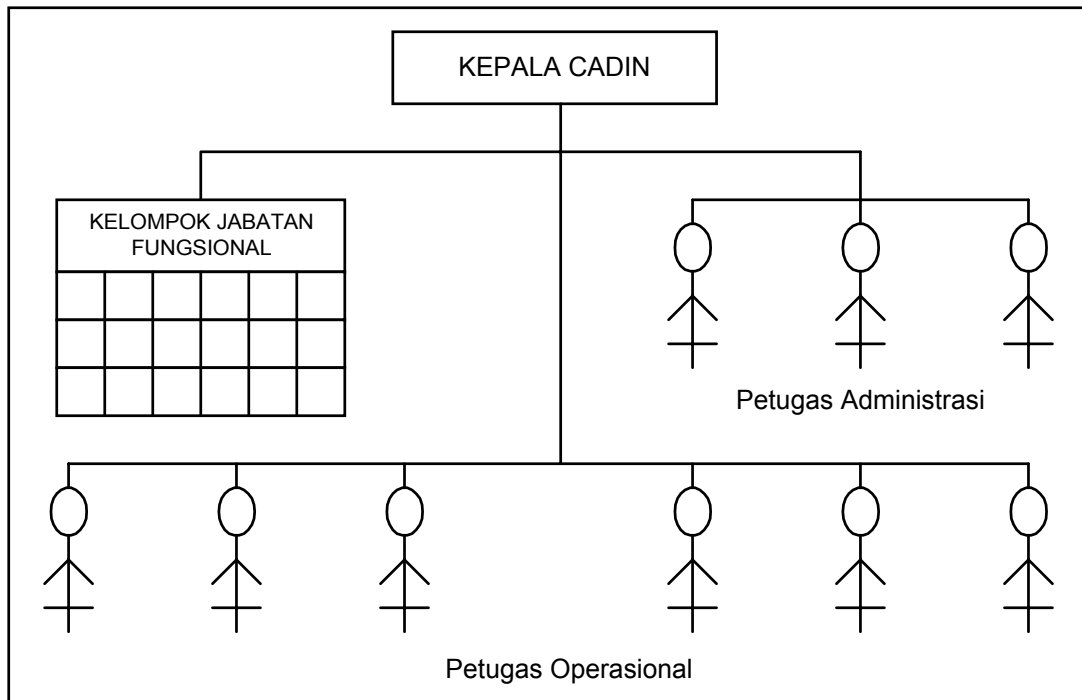 KEPALA CADIN
KELOMPOK JABATAN
FUNGSIONAL
Petugas Administrasi
Petugas Operasional